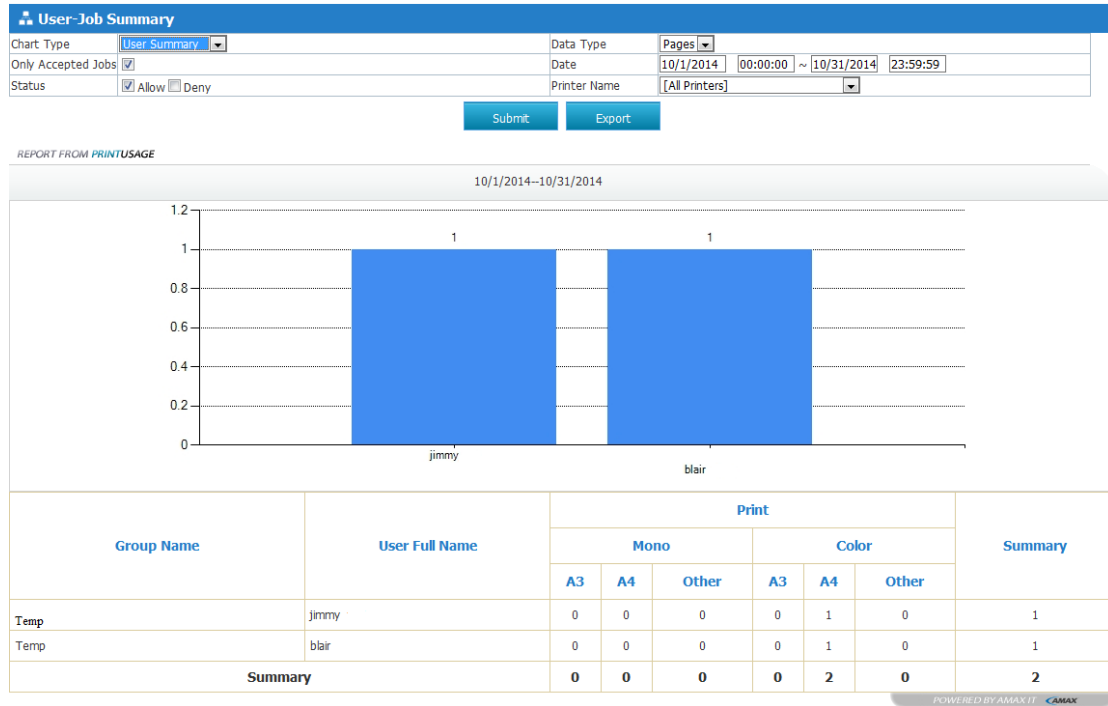 User-Job Summary
Chart Type User Summary Data Type Pages
Only Accepted Jobs Date 10/1/2014 00:00:00 ~ 10/31/2014 23:59:59
Status Allow Deny Printer Name [All Printers]
Submit Export
REPORT FROM PRINTUSAGE
10/1/2014--10/31/2014
1.2
1 1 1
0.8
0.6
0.4
0.2
0
jimmy
blair
Print
Group Name User Full Name Mono Color Summary
A3 A4 Other A3 A4 Other
Temp jimmy 0 0 0 0 1 0 1
Temp blair 0 0 0 0 1 0 1
Summary 0 0 0 0 2 0 2
POWERED BY AMAX IT AMAX